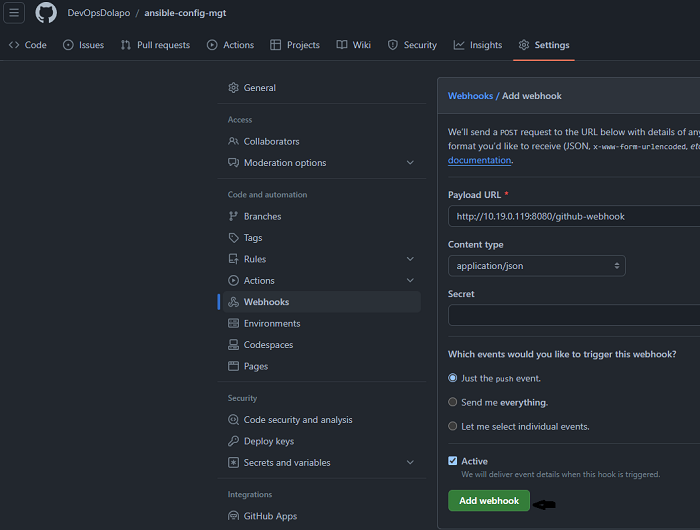 DevOpsDolapo / ansible-config-mgt
Code Issues Pull requests Actions Projects Wiki Security Insights Settings
General
Access
Collaborators
Moderation options
Code and automation
Branches
Tags
Rules
Actions
Webhooks
Environments
Codespaces
Pages
Security
Code security and analysis
Deploy keys
Secrets and variables
Integrations
GitHub Apps
Webhooks / Add webhook
We'll send a POST request to the URL below with details of any
format you'd like to receive (JSON, x-www-form-urlencoded, etc
documentation.
Payload URL *
http://10.19.0.119:8080/github-webhook
Content type
application/json
Secret
Which events would you like to trigger this webhook?
Just the push event.
Send me everything.
Let me select individual events.
Active
We will deliver event details when this hook is triggered.
Add webhook